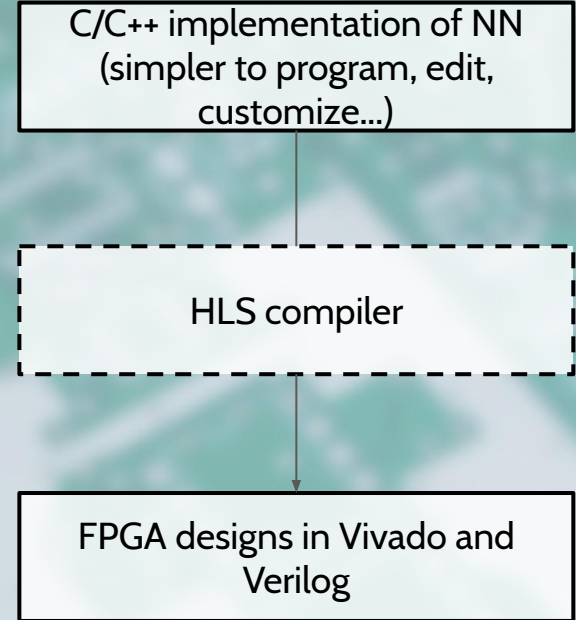 C/C++ implementation of NN
(simpler to program, edit,
customize...)
HLS compiler
FPGA designs in Vivado and
Verilog